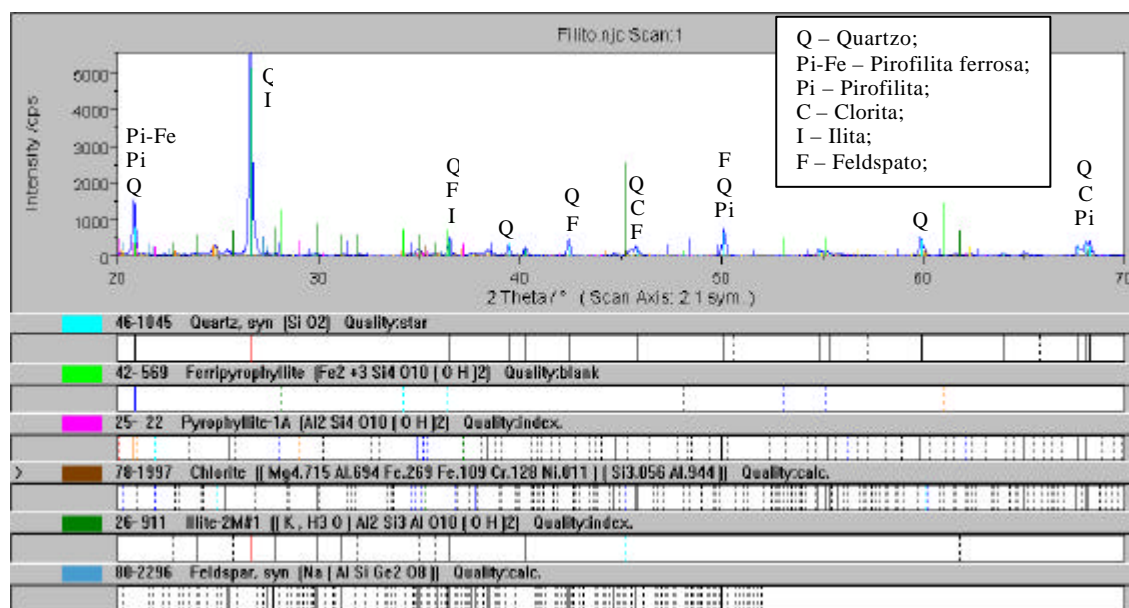 Filito.njc Scan:1
Q – Quartzo;
Pi-Fe – Pirofilita ferrosa;
Pi – Pirofilita;
C – Clorita;
I – Ilita;
F – Feldspato;
Intensity /cps
5000
4000
3000
2000
1000
0
Pi-Fe
Pi
Q
Q
I
Q
F
I
Q
Q
F
Q
C
F
F
Q
Pi
Q
Q
C
Pi
20
30
40
50
60
70
2 Theta / ° ( Scan Axis: 2:1 sym. )
46-1045 Quartz, syn (Si O2) Quality:star
42- 569 Ferripyrophyllite (Fe2 +3 Si4 O10 ( O H )2) Quality:blank
25- 22 Pyrophyllite-1A (Al2 Si4 O10 ( O H )2) Quality:index.
> 78-1997 Chlorite (( Mg4.715 Al.694 Fe.269 Fe.109 Cr.128 Ni.011 ) ( Si3.056 Al.944 )) Quality:calc.
26- 911 Illite-2M#1 (( K , H3 O ) Al2 Si3 Al O10 ( O H )2) Quality:index.
80-2296 Feldspar, syn (Na ( Al Si Ge2 O8 )) Quality:calc.